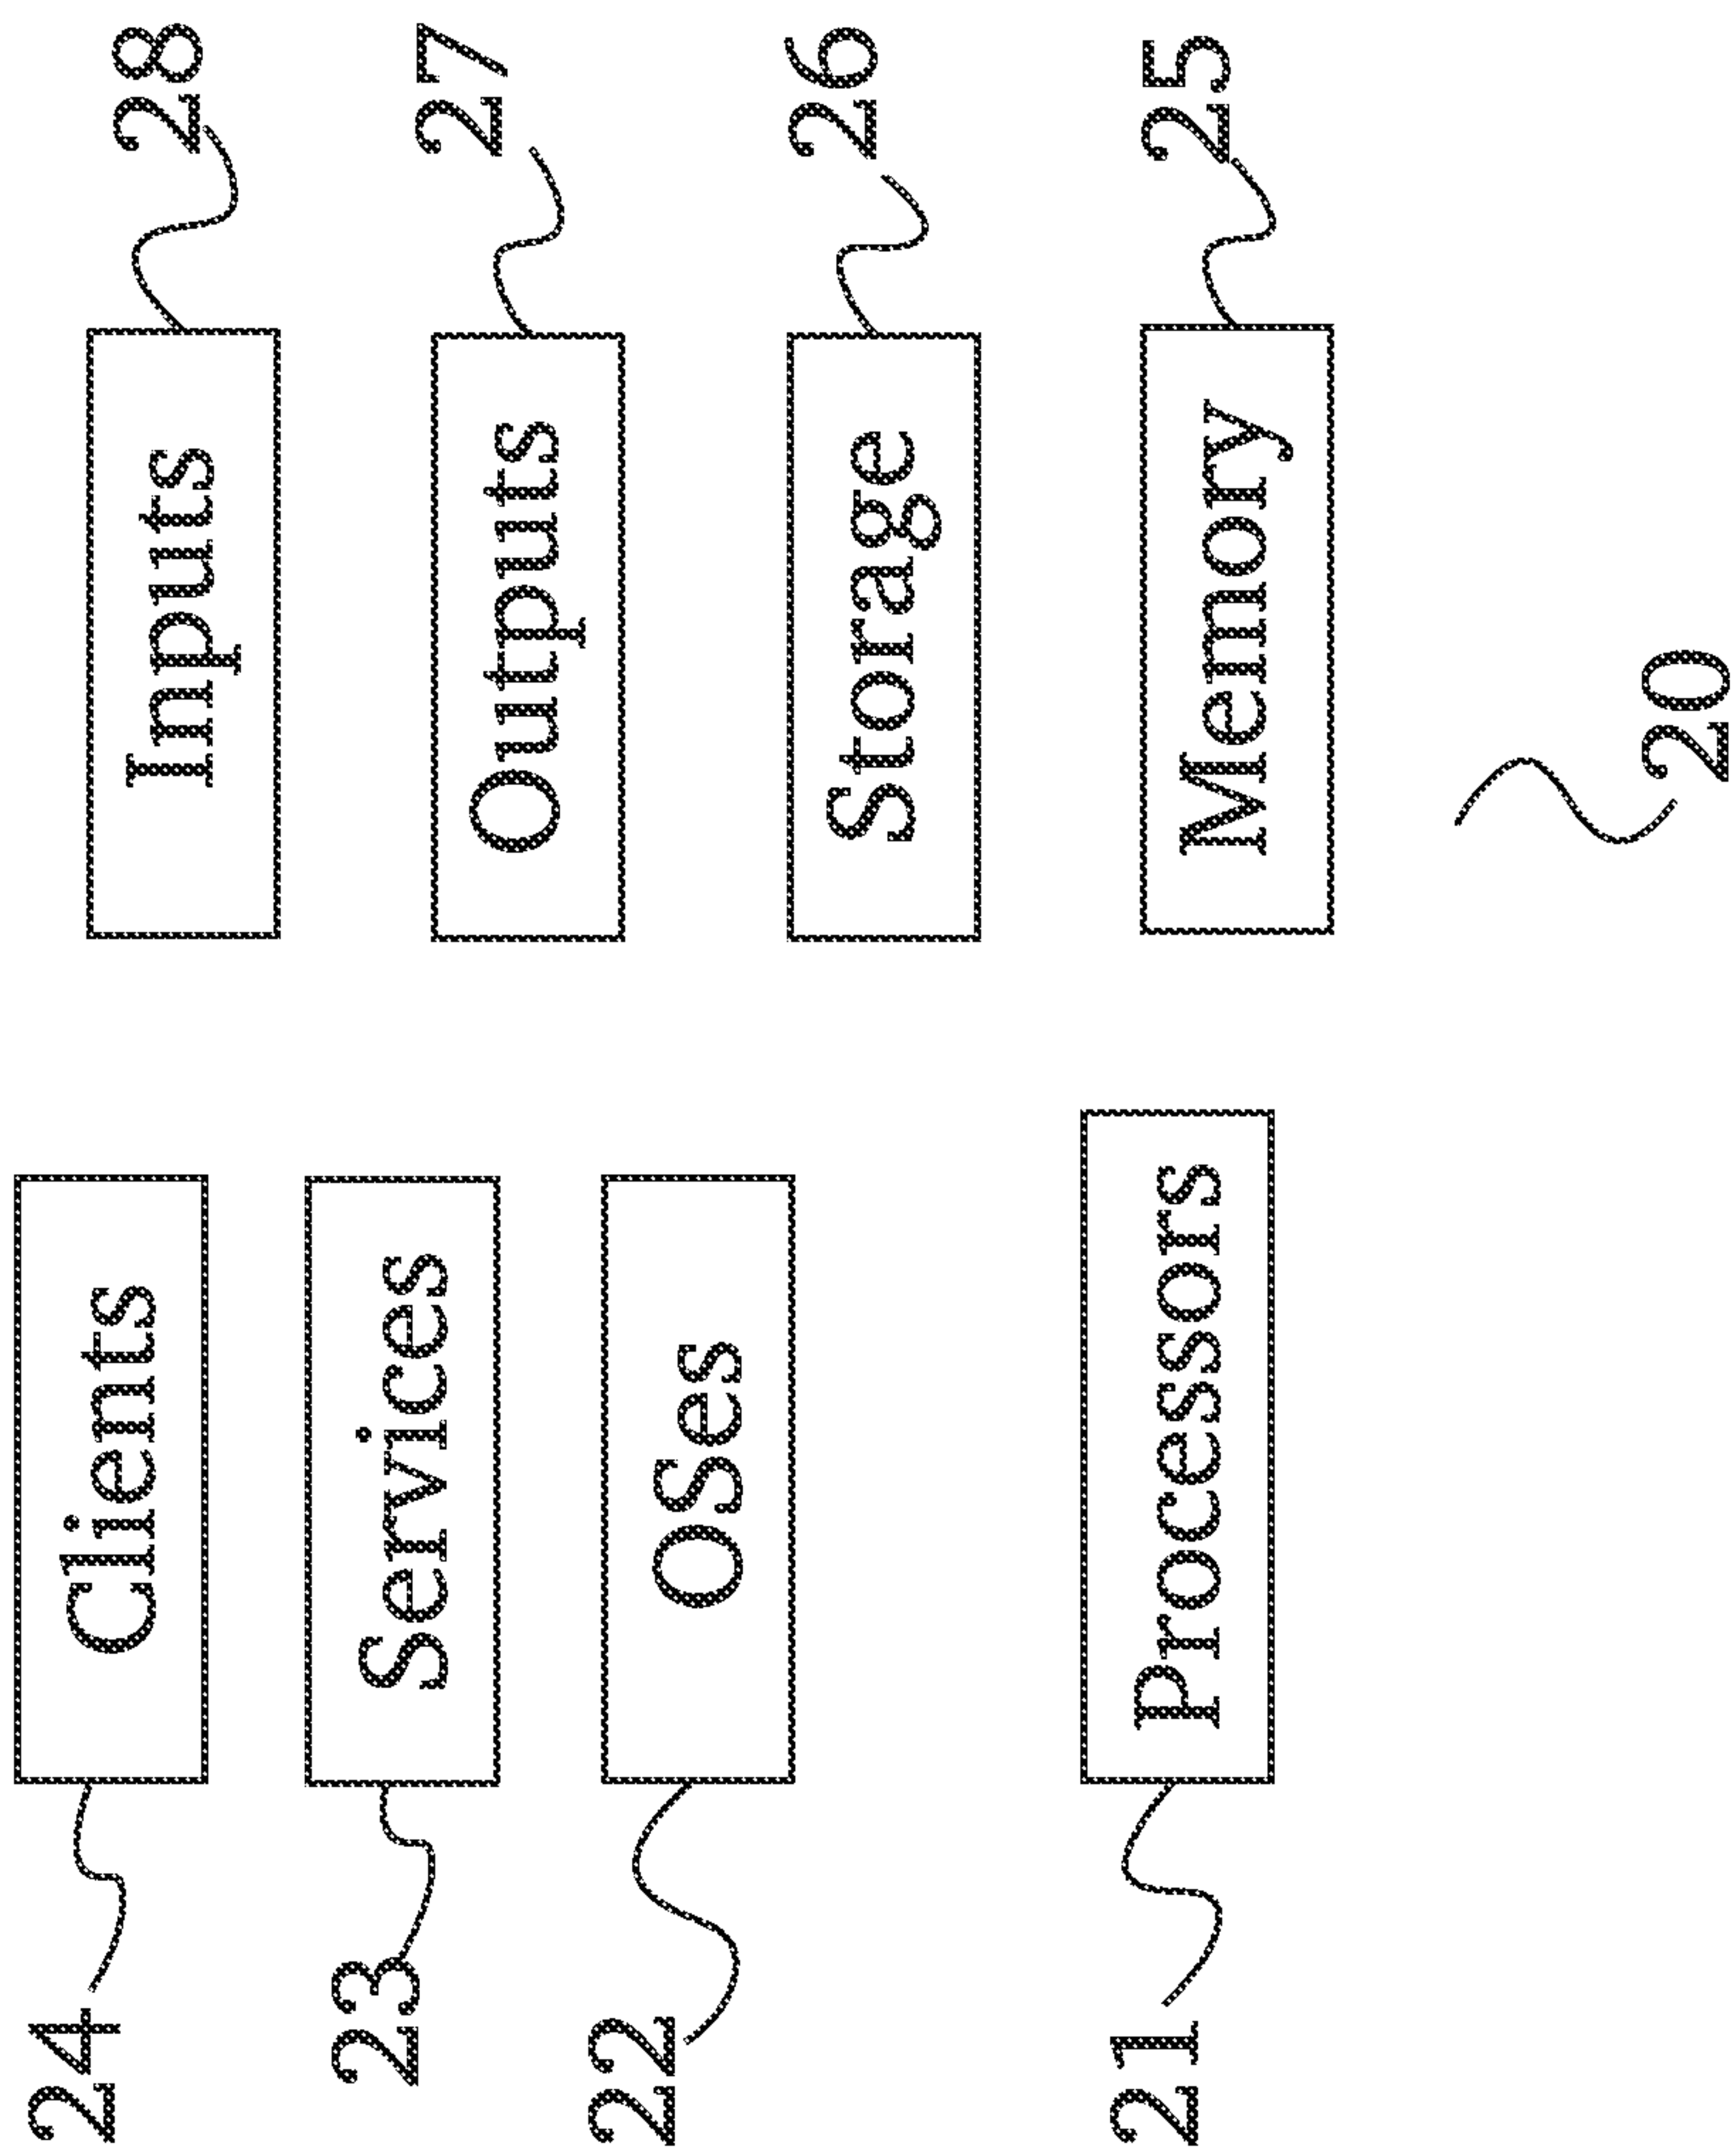 24 Clients
Inputs 28
23 Services
Outputs 27
22 OSes
Storage 26
21 Processors
Memory 25
20